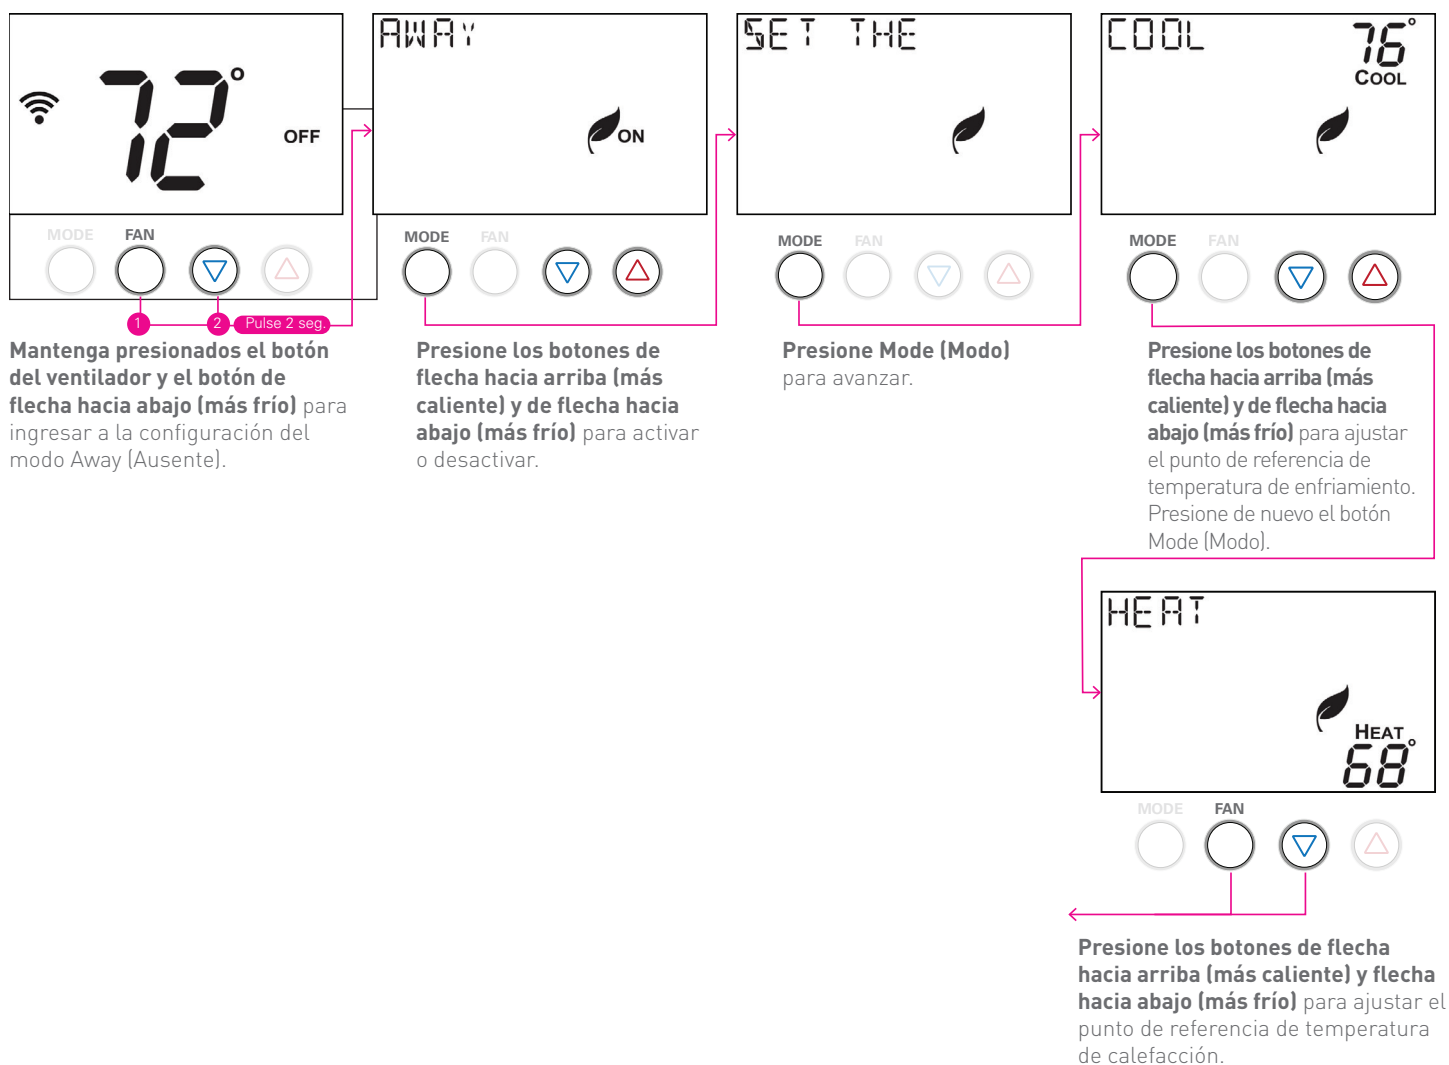 72°
OFF
MODE FAN
1 2 Pulse 2 seg.
Mantenga presionados el botón
del ventilador y el botón de
flecha hacia abajo (más frío) para
ingresar a la configuración del
modo Away (Ausente).
AWAY
ON
MODE FAN
Presione los botones de
flecha hacia arriba (más
caliente) y de flecha hacia
abajo (más frío) para activar
o desactivar.
SET THE
MODE FAN
Presione Mode (Modo)
para avanzar.
COOL
76°
COOL
MODE FAN
Presione los botones de
flecha hacia arriba (más
caliente) y de flecha hacia
abajo (más frío) para ajustar
el punto de referencia de
temperatura de enfriamiento.
Presione de nuevo el botón
Mode (Modo).
HEAT
HEAT
68°
MODE FAN
Presione los botones de flecha
hacia arriba (más caliente) y flecha
hacia abajo (más frío) para ajustar el
punto de referencia de temperatura
de calefacción.